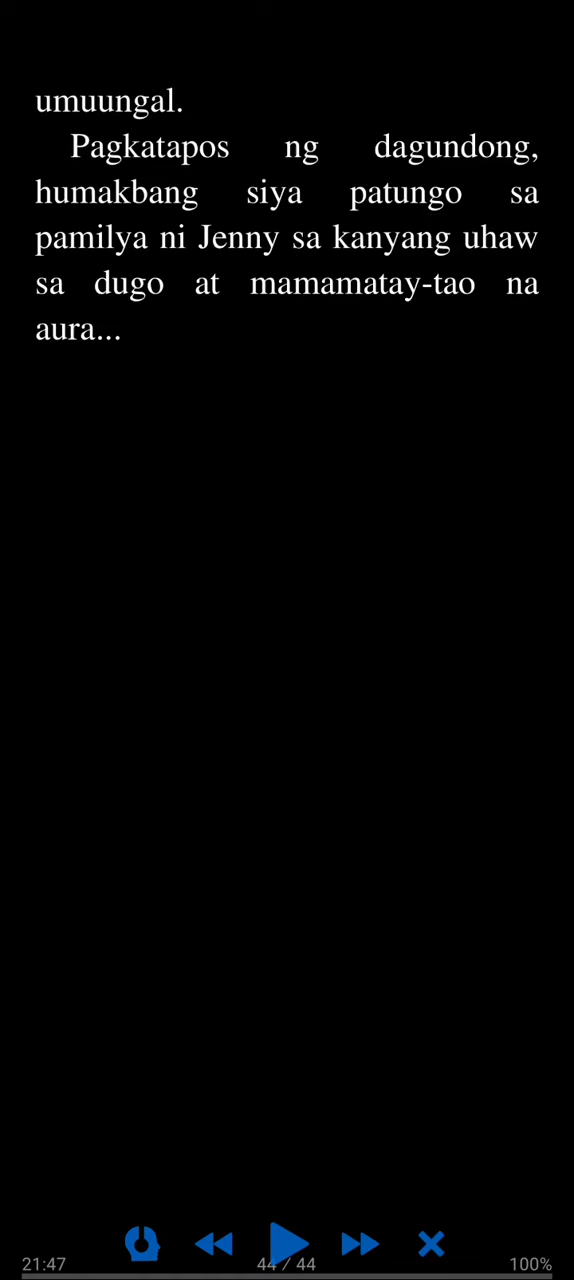 umuungal.
Pagkatapos ng dagundong,
humakbang siya patungo sa
pamilya ni Jenny sa kanyang uhaw
sa dugo at mamamatay-tao na
aura...
21:47 44 / 44 100%